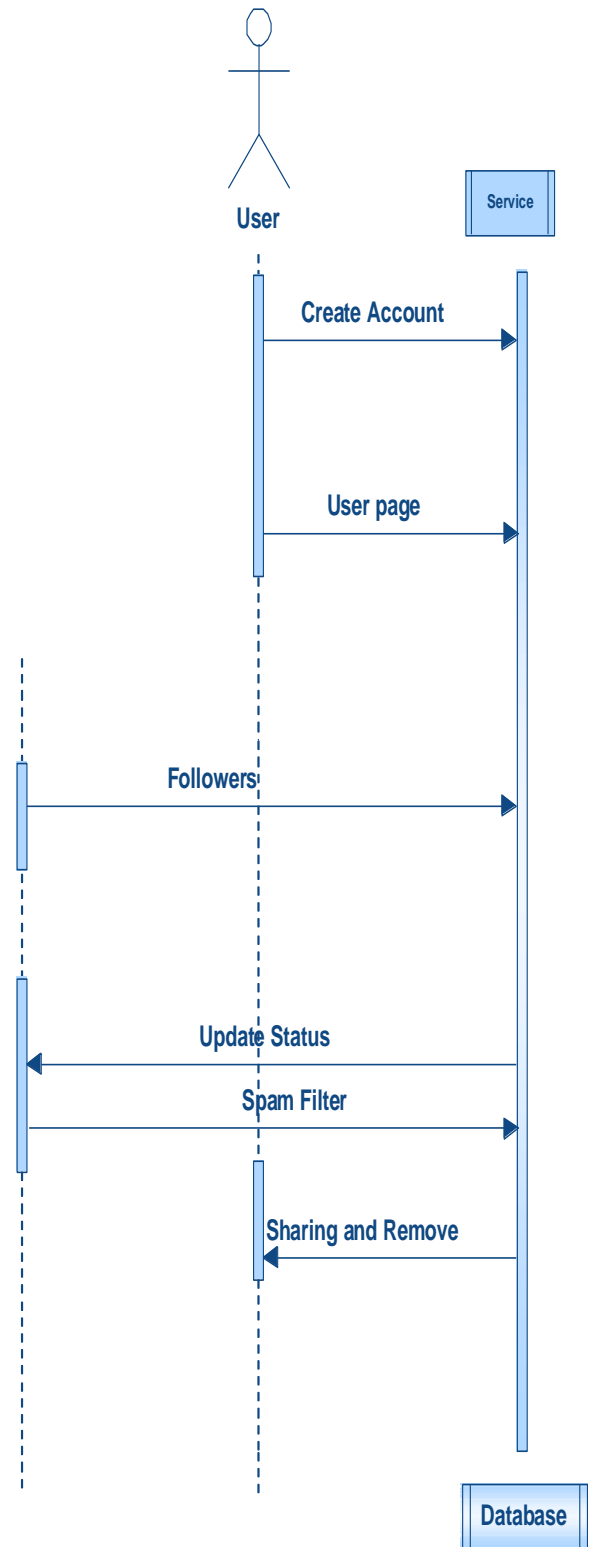 User
Service
Create Account
User page
Followers
Update Status
Spam Filter
Sharing and Remove
Database